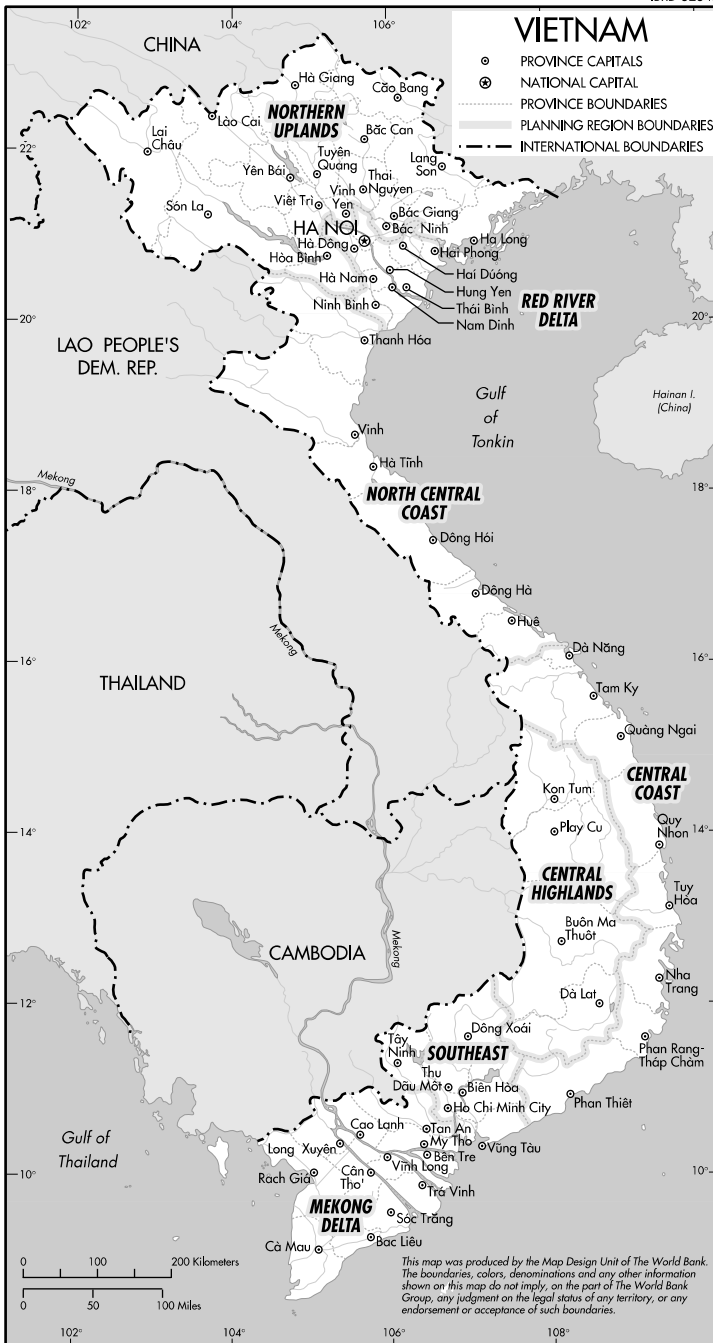 VIETNAM
PROVINCE CAPITALS
NATIONAL CAPITAL
PROVINCE BOUNDARIES
PLANNING REGION BOUNDARIES
INTERNATIONAL BOUNDARIES
102°
104°
106°
CHINA
Hà Giang
Cão Bang
Lào Cai
NORTHERN
UPLANDS
Lai
Châu
Bãc Can
22°
Tuyên
Quang
Lang
Son
Yên Bái
Thai
Nguyen
Vinh
Yen
Viêt Trì
Són La
Bác Giang
Bác Ninh
HA NOI
Hà Dông
Ha Long
Hai Phong
Hòa Bình
Hai Dúóng
Hà Nam
Hung Yen
Thái Bình
Ninh Bình
Nam Dinh
RED RIVER
DELTA
20°
20°
Thanh Hóa
LAO PEOPLE'S
DEM. REP.
Gulf
of
Tonkin
Hainan I.
(China)
Vinh
Hà Tĩnh
Mekong
18°
18°
NORTH CENTRAL
COAST
Dông Hói
Dông Hà
Huê
Mekong
16°
16°
Dà Năng
THAILAND
Tam Ky
Quàng Ngai
CENTRAL
COAST
Kon Tum
Play Cu
14°
14°
Quy
Nhon
CENTRAL
HIGHLANDS
Tuy
Hòa
Buôn Ma
Thuôt
CAMBODIA
Mekong
Nha
Trang
Dà Lat
12°
12°
Dông Xoái
Tây
Ninh
SOUTHEAST
Phan Rang-
Tháp Chàm
Thu
Dãu Môt
Biên Hòa
Ho Chi Minh City
Phan Thiêt
Cao Lanh
Tan An
My Tho
Bên Tre
Vũng Tàu
Long Xuyên
Vĩnh Long
Gulf of
Thailand
10°
10°
Rach Giá
Cân
Tho'
Trá Vinh
MEKONG
DELTA
Sóc Trăng
Bac Liêu
Cà Mau
0 100 200 Kilometers
0 50 100 Miles
This map was produced by the Map Design Unit of The World Bank.
The boundaries, colors, denominations and any other information
shown on this map do not imply, on the part of The World Bank
Group, any judgment on the legal status of any territory, or any
endorsement or acceptance of such boundaries.
102°
104°
106°
108°